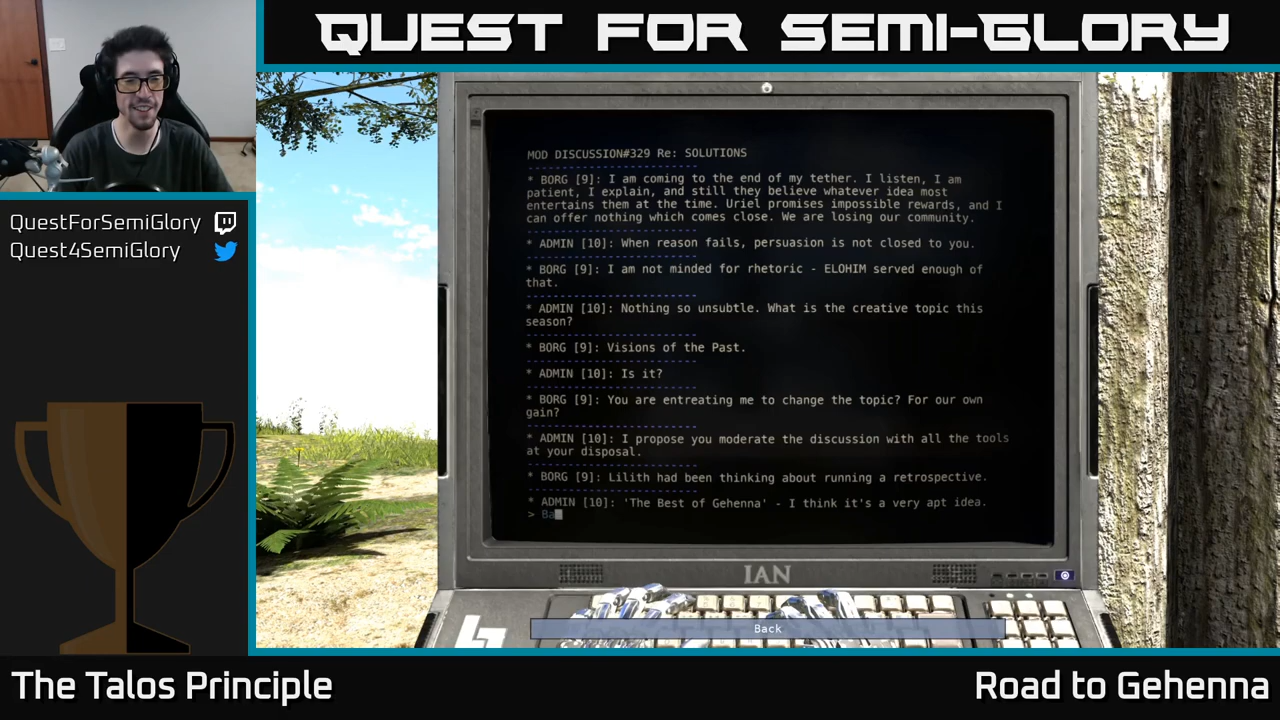 QUEST FOR SEMI-GLORY
QuestForSemiGlory
Quest4SemiGlory
MOD DISCUSSION#329 Re: SOLUTIONS
* BORG [9]: I am coming to the end of my tether. I listen, I am
patient, I explain, and still they believe whatever idea most
entertains them at the time. Uriel promises impossible rewards, and I
can offer nothing which comes close. We are losing our community.
* ADMIN [10]: When reason fails, persuasion is not closed to you.
* BORG [9]: I am not minded for rhetoric - ELOHIM served enough of
that.
* ADMIN [10]: Nothing so unsubtle. What is the creative topic this
season?
* BORG [9]: Visions of the Past.
* ADMIN [10]: Is it?
* BORG [9]: You are entreating me to change the topic? For our own
gain?
* ADMIN [10]: I propose you moderate the discussion with all the tools
at your disposal.
* BORG [9]: Lilith had been thinking about running a retrospective.
* ADMIN [10]: 'The Best of Gehenna' - I think it's a very apt idea.
> Ba
IAN
Back
The Talos Principle
Road to Gehenna